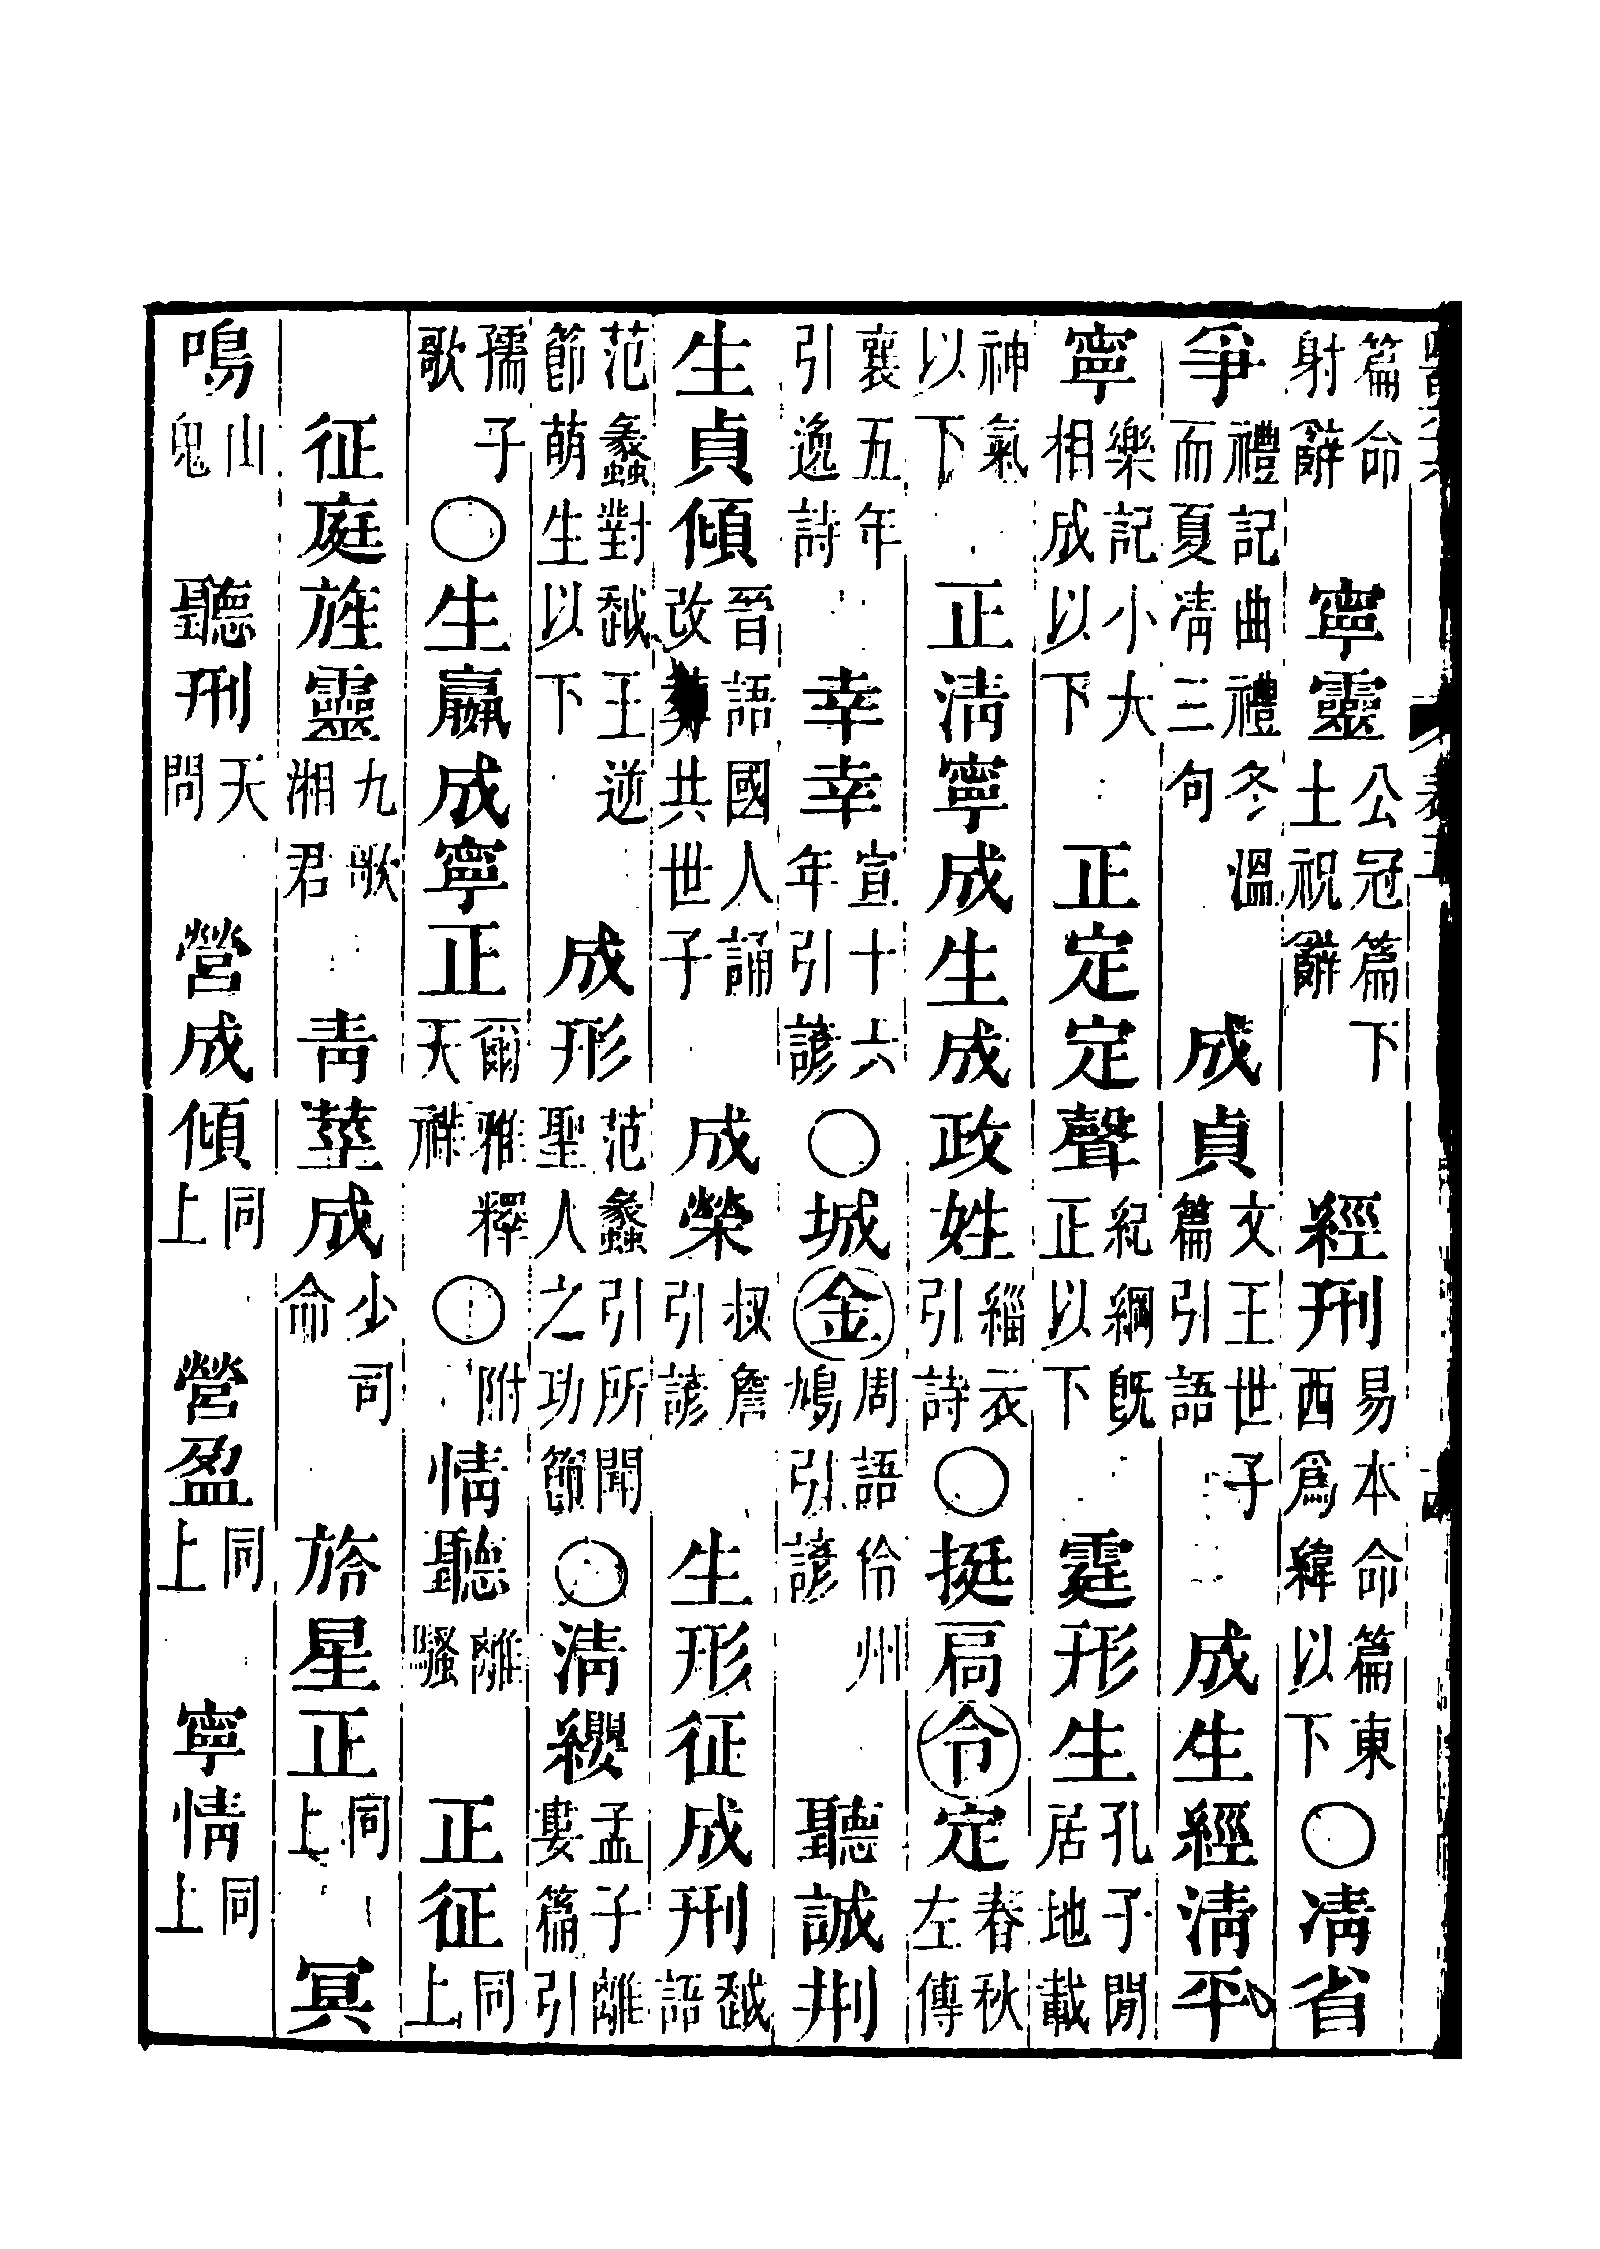 篇命射辭　寧靈公冠篇下土祝辭　經刑易本命篇東西爲緯以下○凊省
爭禮記曲禮冬溫而夏凊三句　成貞文王世子篇引語　成生經清平
寧樂記小大相成以下　正定定聲紀綱既正以下　霆形生孔子閒居地載
神氣以下　正清寧成生成政姓緇衣引詩○挺扃令定春秋左傳
襄五年引逸詩　幸幸宣十六年引諺○城金周語伶州鳩引諺　聽誠荆
生貞傾晉語國人誦改葬共世子　成榮叔詹引諺　生形征成刑越語
范蠡對越王逆節萌生以下　成形范蠡引所聞聖人之功節○清纓孟子離婁篇引
孺子歌○生嬴成寧正爾雅釋天祥○附　情聽離騷　正征同上
征庭旌靈九歌湘君　青莖成少司命　旍星正同上　冥
鳴山鬼　聽刑天問　營成傾同上　營盈同上　寧情同上